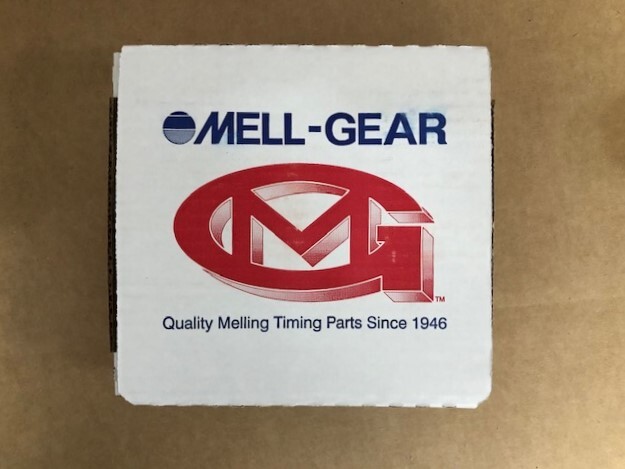 MELL-GEAR
MG
TM
Quality Melling Timing Parts Since 1946